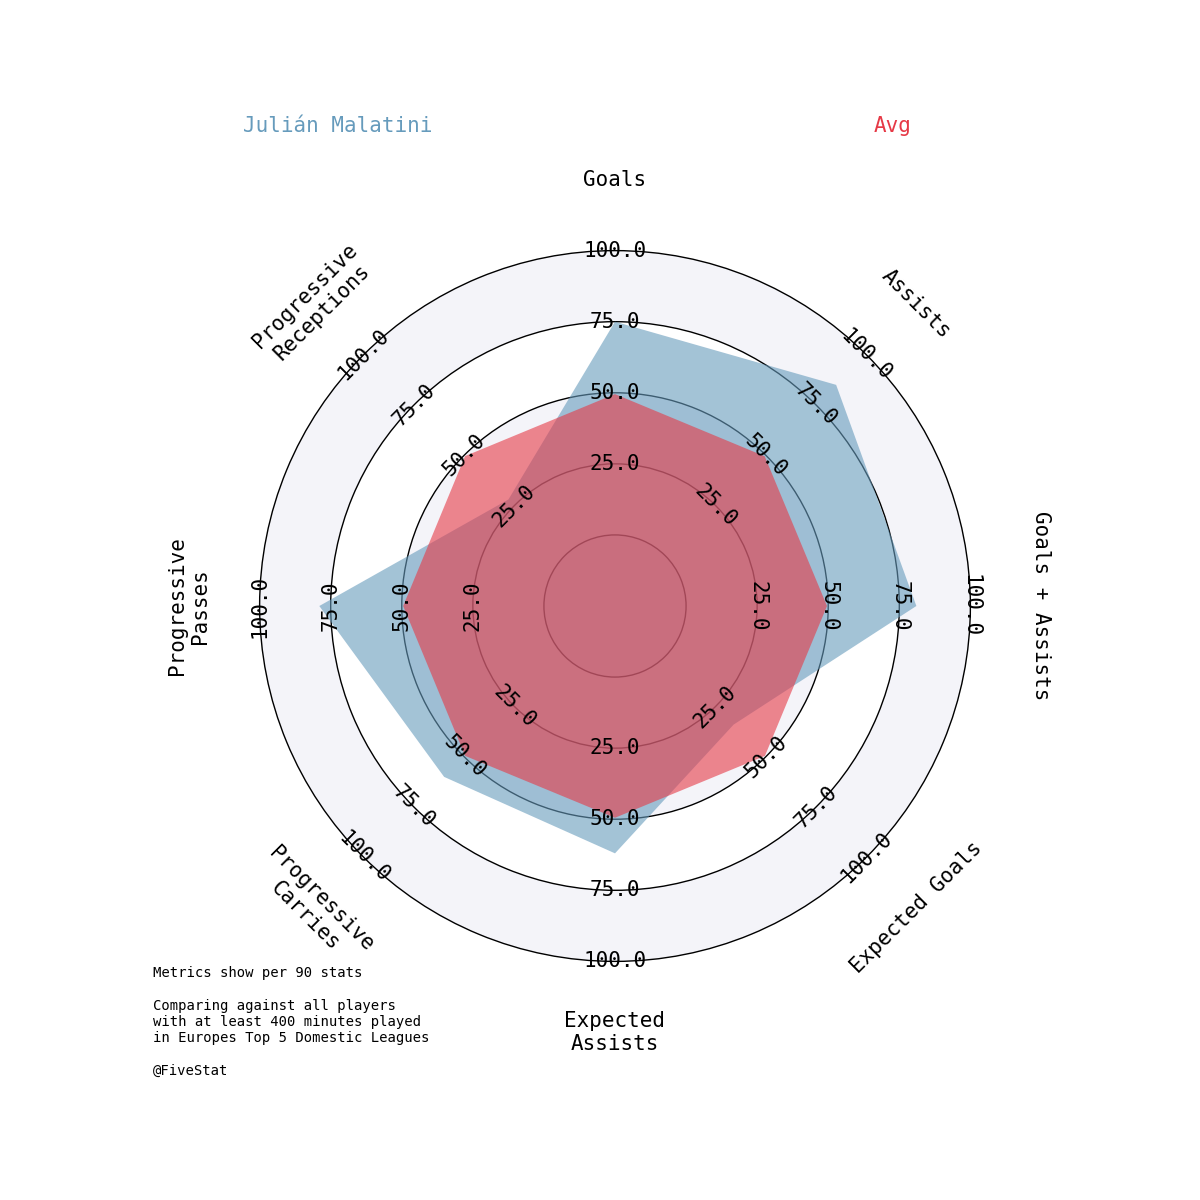 Julián Malatini
Avg
Goals
Assists
Goals + Assists
Expected Goals
Expected
Assists
Progressive
Carries
Progressive
Passes
Progressive
Receptions
25.0
50.0
75.0
100.0
25.0
50.0
75.0
100.0
25.0
50.0
75.0
100.0
25.0
50.0
75.0
100.0
25.0
50.0
75.0
100.0
25.0
50.0
75.0
100.0
25.0
50.0
75.0
100.0
25.0
50.0
75.0
100.0
Metrics show per 90 stats
Comparing against all players
with at least 400 minutes played
in Europes Top 5 Domestic Leagues
@FiveStat